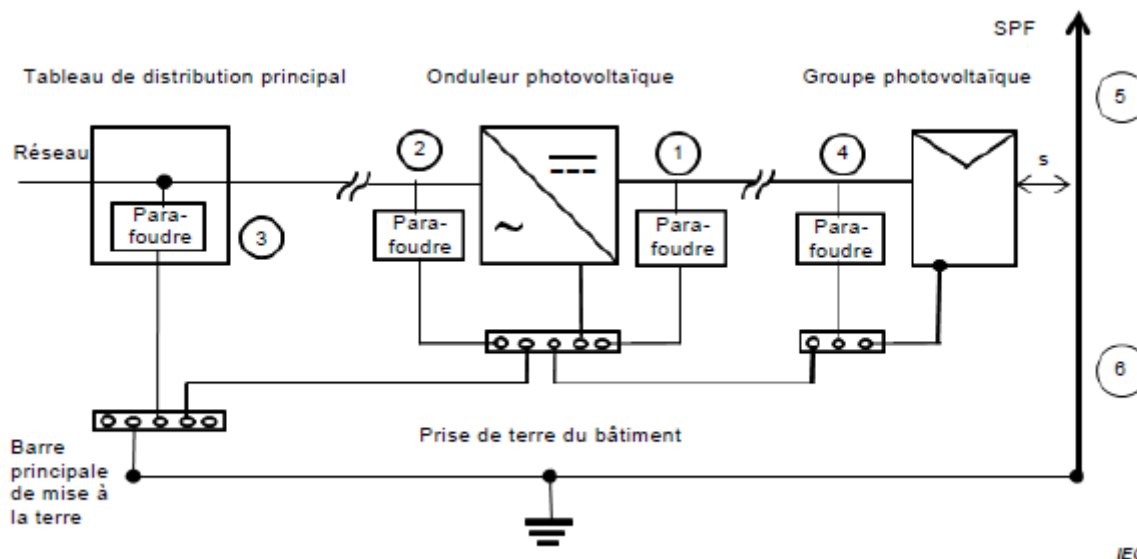 SPF
Tableau de distribution principal
Onduleur photovoltaïque
Groupe photovoltaïque
5
Réseau
2
1
4
s
Para-
foudre
3
Para-
foudre
Para-
foudre
Para-
foudre
~
6
Prise de terre du bâtiment
Barre
principale
de mise à
la terre